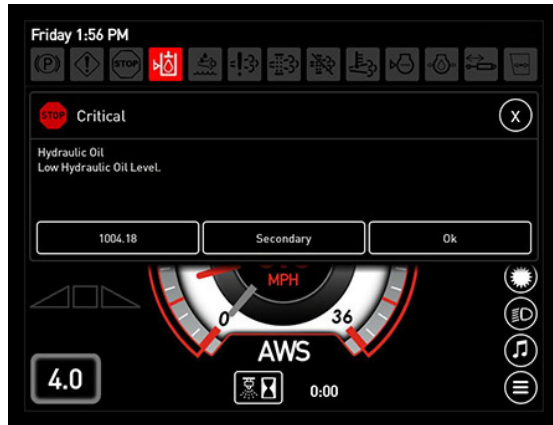 Friday 1:56 PM
(P)
STOP
STOP Critical
X
Hydraulic Oil
Low Hydraulic Oil Level.
1004.18 Secondary Ok
MPH
0 36
AWS
4.0
0:00